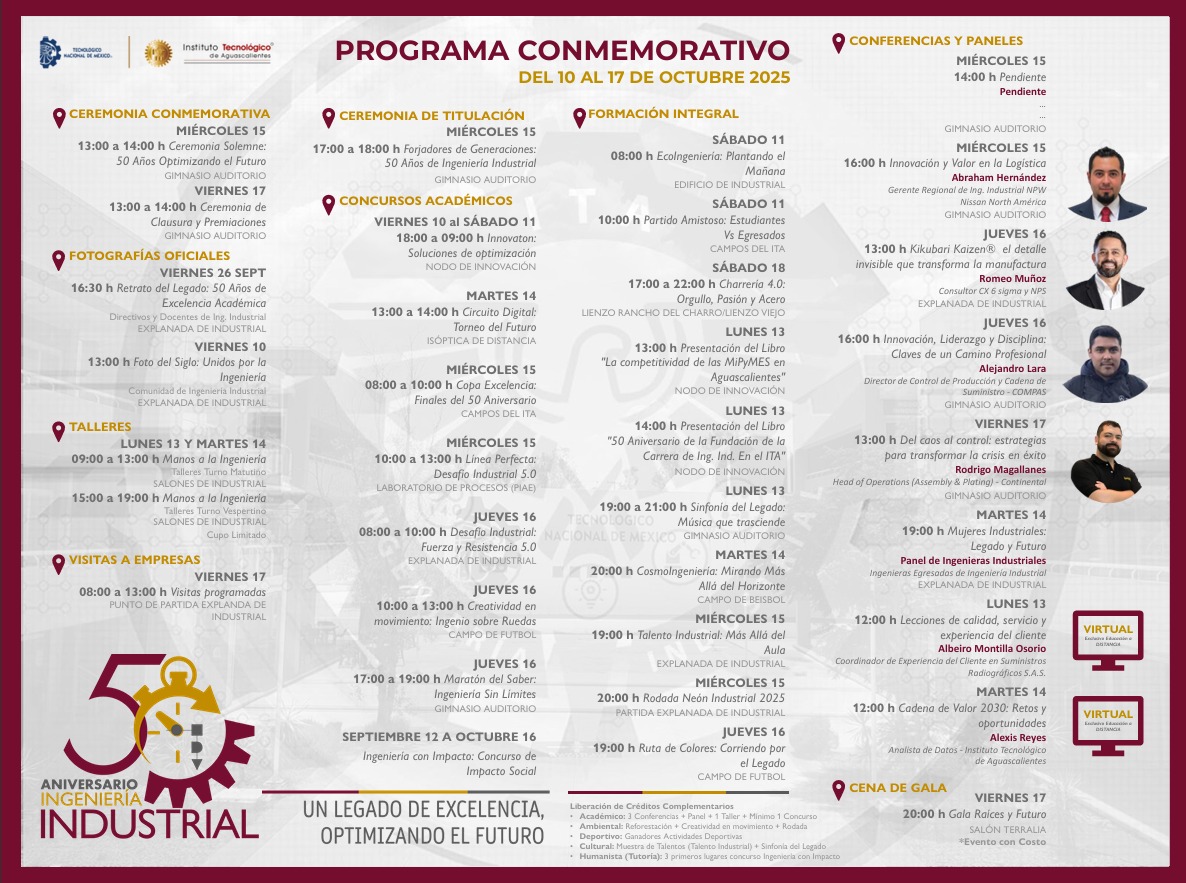 TECNOLÓGICO
NACIONAL DE MÉXICO
Instituto Tecnológico
de Aguascalientes
PROGRAMA CONMEMORATIVO
DEL 10 AL 17 DE OCTUBRE 2025
CEREMONIA CONMEMORATIVA
MIÉRCOLES 15
13:00 a 14:00 h Ceremonia Solemne:
50 Años Optimizando el Futuro
GIMNASIO AUDITORIO
VIERNES 17
13:00 a 14:00 h Ceremonia de
Clausura y Premiaciones
GIMNASIO AUDITORIO
FOTOGRAFÍAS OFICIALES
VIERNES 26 SEPT
16:30 h Retrato del Legado: 50 Años de
Excelencia Académica
Directivos y Docentes de Ing. Industrial
EXPLANADA DE INDUSTRIAL
VIERNES 10
13:00 h Foto del Siglo: Unidos por la
Ingeniería
Comunidad de Ingeniería Industrial
EXPLANADA DE INDUSTRIAL
TALLERES
LUNES 13 Y MARTES 14
09:00 a 13:00 h Manos a la Ingeniería
Talleres Turno Matutino
SALONES DE INDUSTRIAL
15:00 a 19:00 h Manos a la Ingeniería
Talleres Turno Vespertino
SALONES DE INDUSTRIAL
Cupo Limitado
VISITAS A EMPRESAS
VIERNES 17
08:00 a 13:00 h Visitas programadas
PUNTO DE PARTIDA EXPLANDA DE
INDUSTRIAL
50
ANIVERSARIO
INGENIERÍA
INDUSTRIAL
CEREMONIA DE TITULACIÓN
MIÉRCOLES 15
17:00 a 18:00 h Forjadores de Generaciones:
50 Años de Ingeniería Industrial
GIMNASIO AUDITORIO
CONCURSOS ACADÉMICOS
VIERNES 10 al SÁBADO 11
18:00 a 09:00 h Innovaton:
Soluciones de optimización
NODO DE INNOVACIÓN
MARTES 14
13:00 a 14:00 h Circuito Digital:
Torneo del Futuro
ISÓPTICA DE DISTANCIA
MIÉRCOLES 15
08:00 a 10:00 h Copa Excelencia:
Finales del 50 Aniversario
CAMPOS DEL ITA
MIÉRCOLES 15
10:00 a 13:00 h Línea Perfecta:
Desafío Industrial 5.0
LABORATORIO DE PROCESOS (PIAE)
JUEVES 16
08:00 a 10:00 h Desafío Industrial:
Fuerza y Resistencia 5.0
EXPLANADA DE INDUSTRIAL
JUEVES 16
10:00 a 13:00 h Creatividad en
movimiento: Ingenio sobre Ruedas
CAMPO DE FUTBOL
JUEVES 16
17:00 a 19:00 h Maratón del Saber:
Ingeniería Sin Límites
GIMNASIO AUDITORIO
SEPTIEMBRE 12 A OCTUBRE 16
Ingeniería con Impacto: Concurso de
Impacto Social
UN LEGADO DE EXCELENCIA,
OPTIMIZANDO EL FUTURO
FORMACIÓN INTEGRAL
SÁBADO 11
08:00 h EcoIngeniería: Plantando el
Mañana
EDIFICIO DE INDUSTRIAL
SÁBADO 11
10:00 h Partido Amistoso: Estudiantes
Vs Egresados
CAMPOS DEL ITA
SÁBADO 18
17:00 a 22:00 h Charrería 4.0:
Orgullo, Pasión y Acero
LIENZO RANCHO DEL CHARRO/LIENZO VIEJO
LUNES 13
13:00 h Presentación del Libro
"La competitividad de las MiPyMES en
Aguascalientes"
NODO DE INNOVACIÓN
LUNES 13
14:00 h Presentación del Libro
"50 Aniversario de la Fundación de la
Carrera de Ing. Ind. En el ITA"
NODO DE INNOVACIÓN
LUNES 13
19:00 a 21:00 h Sinfonía del Legado:
Música que trasciende
GIMNASIO AUDITORIO
MARTES 14
20:00 h CosmoIngeniería: Mirando Más
Allá del Horizonte
CAMPO DE BEISBOL
MIÉRCOLES 15
19:00 h Talento Industrial: Más Allá del
Aula
EXPLANADA DE INDUSTRIAL
MIÉRCOLES 15
20:00 h Rodada Neón Industrial 2025
PARTIDA EXPLANADA DE INDUSTRIAL
JUEVES 16
19:00 h Ruta de Colores: Corriendo por
el Legado
CAMPO DE FUTBOL
Liberación de Créditos Complementarios
• Académico: 3 Conferencias + Panel + 1 Taller + Mínimo 1 Concurso
• Ambiental: Reforestación + Creatividad en movimiento + Rodada
• Deportivo: Ganadores Actividades Deportivas
• Cultural: Muestra de Talentos (Talento Industrial) + Sinfonía del Legado
• Humanista (Tutoría): 3 primeros lugares concurso Ingeniería con Impacto
CONFERENCIAS Y PANELES
MIÉRCOLES 15
14:00 h Pendiente
Pendiente
...
...
GIMNASIO AUDITORIO
MIÉRCOLES 15
16:00 h Innovación y Valor en la Logística
Abraham Hernández
Gerente Regional de Ing. Industrial NPW
Nissan North América
GIMNASIO AUDITORIO
JUEVES 16
13:00 h Kikubari Kaizen® el detalle
invisible que transforma la manufactura
Romeo Muñoz
Consultor CX 6 sigma y NPS
EXPLANADA DE INDUSTRIAL
JUEVES 16
16:00 h Innovación, Liderazgo y Disciplina:
Claves de un Camino Profesional
Alejandro Lara
Director de Control de Producción y Cadena de
Suministro - COMPAS
GIMNASIO AUDITORIO
VIERNES 17
13:00 h Del caos al control: estrategias
para transformar la crisis en éxito
Rodrigo Magallanes
Head of Operations (Assembly & Plating) - Continental
GIMNASIO AUDITORIO
MARTES 14
19:00 h Mujeres Industriales:
Legado y Futuro
Panel de Ingenieras Industriales
Ingenieras Egresadas de Ingeniería Industrial
EXPLANADA DE INDUSTRIAL
LUNES 13
12:00 h Lecciones de calidad, servicio y
experiencia del cliente
Albeiro Montilla Osorio
Coordinador de Experiencia del Cliente en Suministros
Radiográficos S.A.S.
VIRTUAL
Exclusivo Educación a
DISTANCIA
MARTES 14
12:00 h Cadena de Valor 2030: Retos y
oportunidades
Alexis Reyes
Analista de Datos - Instituto Tecnológico
de Aguascalientes
VIRTUAL
Exclusivo Educación a
DISTANCIA
CENA DE GALA
VIERNES 17
20:00 h Gala Raíces y Futuro
SALÓN TERRALIA
*Evento con Costo